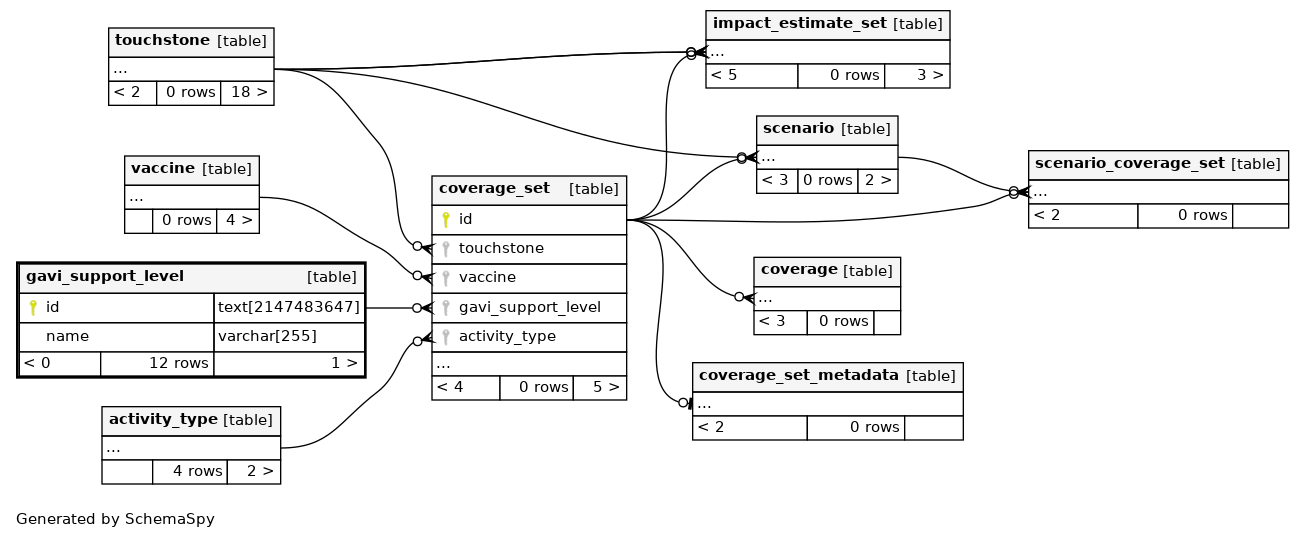 touchstone [table]
...
< 2 0 rows 18 >
vaccine [table]
...
0 rows 4 >
gavi_support_level [table]
id text[2147483647]
name varchar[255]
< 0 12 rows 1 >
activity_type [table]
...
4 rows 2 >
coverage_set [table]
id
touchstone
vaccine
gavi_support_level
activity_type
...
< 4 0 rows 5 >
impact_estimate_set [table]
...
< 5 0 rows 3 >
scenario [table]
...
< 3 0 rows 2 >
scenario_coverage_set [table]
...
< 2 0 rows
coverage [table]
...
< 3 0 rows
coverage_set_metadata [table]
...
< 2 0 rows
Generated by SchemaSpy